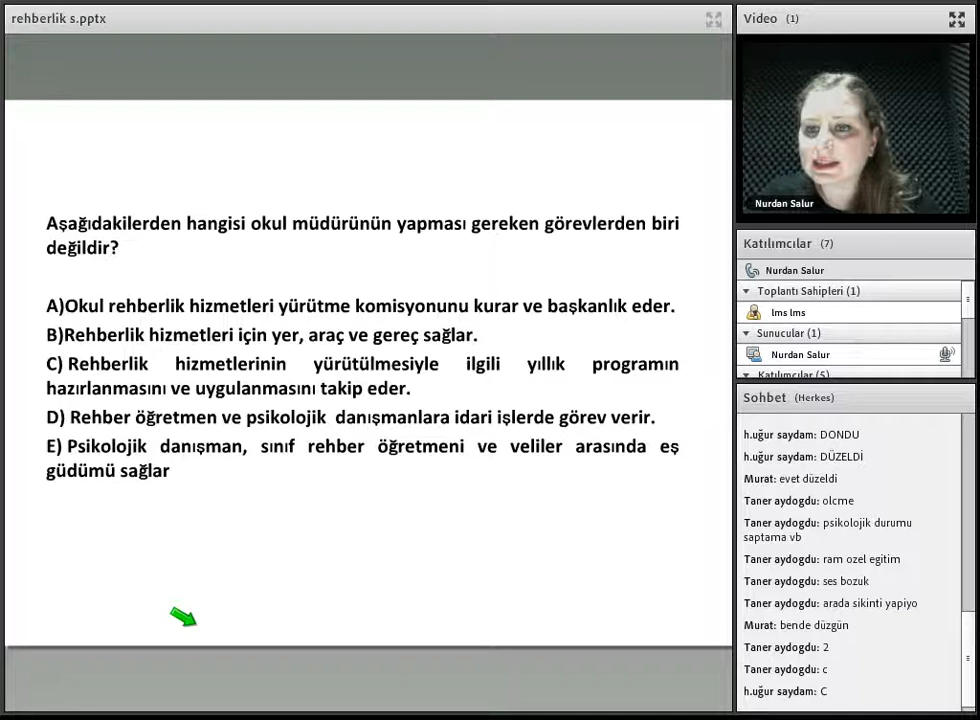 rehberlik s.pptx
Aşağıdakilerden hangisi okul müdürünün yapması gereken görevlerden biri
değildir?
A)Okul rehberlik hizmetleri yürütme komisyonunu kurar ve başkanlık eder.
B)Rehberlik hizmetleri için yer, araç ve gereç sağlar.
C) Rehberlik hizmetlerinin yürütülmesiyle ilgili yıllık programın
hazırlanmasını ve uygulanmasını takip eder.
D) Rehber öğretmen ve psikolojik danışmanlara idari işlerde görev verir.
E) Psikolojik danışman, sınıf rehber öğretmeni ve veliler arasında eş
güdümü sağlar
Video (1)
Nurdan Salur
Katılımcılar (7)
Nurdan Salur
Toplantı Sahipleri (1)
lms lms
Sunucular (1)
Nurdan Salur
Katılımcılar (5)
Sohbet (Herkes)
h.uğur saydam: DONDU
h.uğur saydam: DÜZELDİ
Murat: evet düzeldi
Taner aydogdu: olcme
Taner aydogdu: psikolojik durumu
saptama vb
Taner aydogdu: ram ozel egitim
Taner aydogdu: ses bozuk
Taner aydogdu: arada sikinti yapiyo
Murat: bende düzgün
Taner aydogdu: 2
Taner aydogdu: c
h.uğur saydam: C